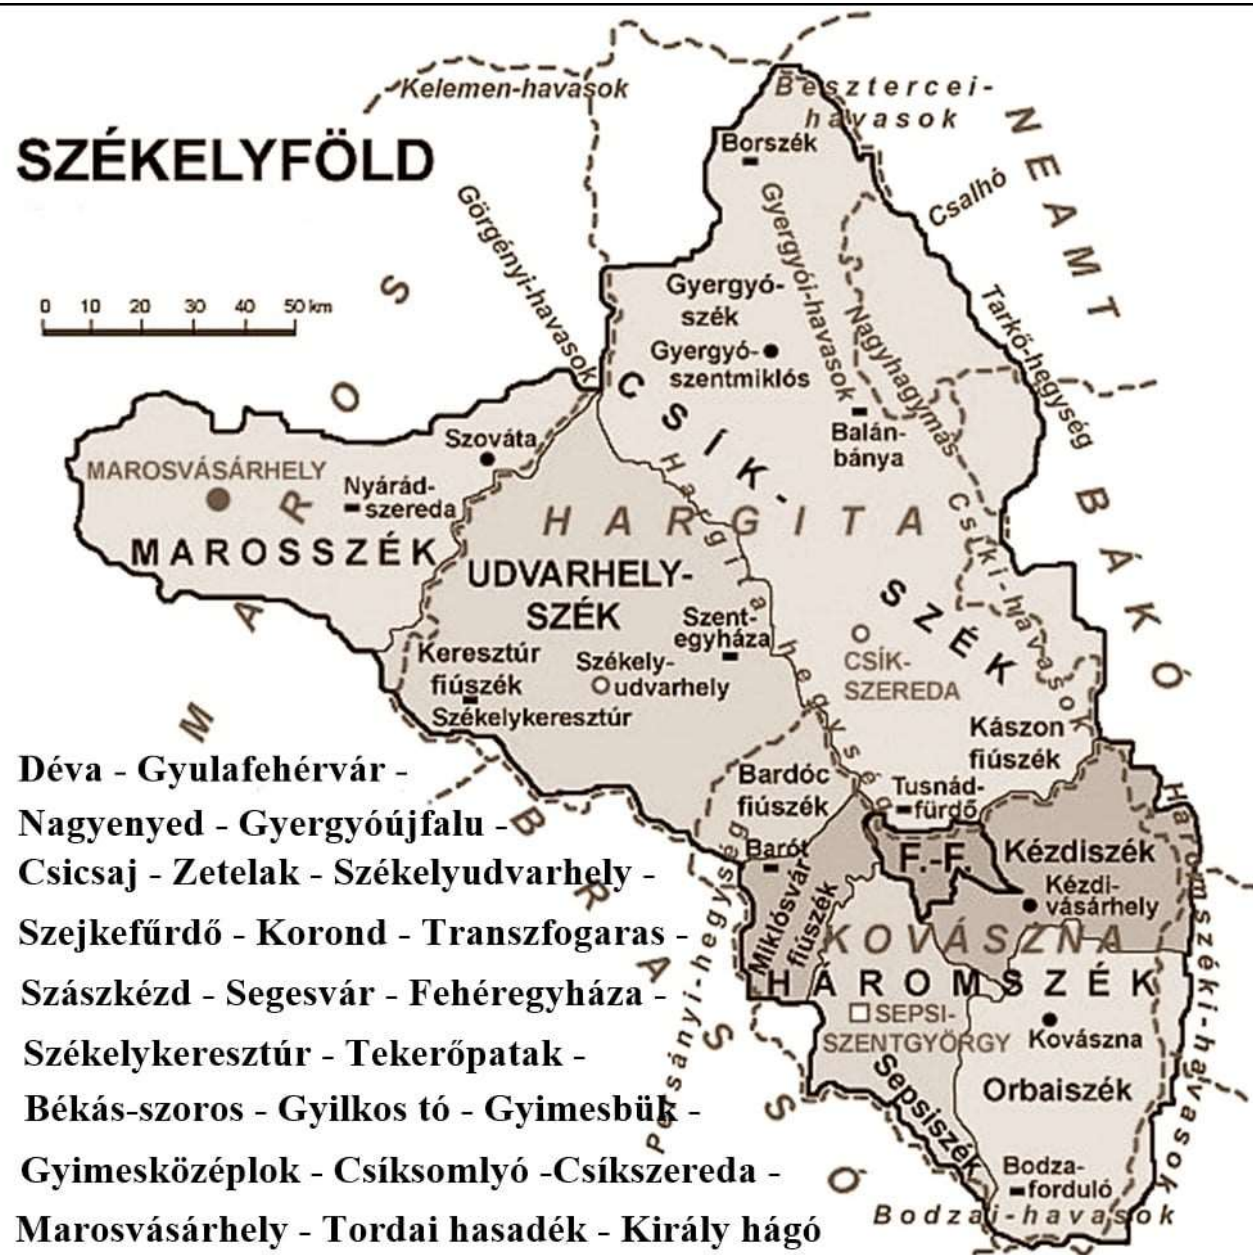 Kelemen-havasok
Besztercei-
havasok
NEAMT
SZÉKELYFÖLD
Borszék
Csalhó
Görgényi-havasok
Gyergyói-havasok
0 10 20 30 40 50 km
Gyergyó-
szék
Gyergyó-
szentmiklós
Nagyhagymás
Tarkő-hegység
MAROS
CSÍK-
SZÉK
Balán-
bánya
Szováta
MAROSVÁSÁRHELY
Nyárád-
szereda
MAROSSZÉK
HARGITA
Hargita hegység
Csíki-havasok
BÁKÓ
UDVARHELY-
SZÉK
Szent-
egyháza
Keresztúr
fiúszék
Székely-
udvarhely
Székelykeresztúr
CSÍK-
SZEREDA
Kászon
fiúszék
Bardóc
fiúszék
Tusnád-
fürdő
Barót
F.-F.
Kézdiszék
Kézdi-
vásárhely
Miklósvár
fiúszék
KOVÁSZNA
HÁROMSZÉK
Háromszéki-havasok
SEPSI-
SZENTGYÖRGY
Kovászna
Sepsiszék
Orbaiszék
Bodza-
forduló
Bodzai-havasok
BRASSÓ
Persányi-hegység
Déva - Gyulafehérvár -
Nagyenyed - Gyergyóújfalu -
Csicsaj - Zetelak - Székelyudvarhely -
Szejkefűrdő - Korond - Transzfogaras -
Szászkézd - Segesvár - Fehéregyháza -
Székelykeresztúr - Tekerőpatak -
Békás-szoros - Gyilkos tó - Gyimesbük -
Gyimesközéplok - Csíksomlyó -Csíkszereda -
Marosvásárhely - Tordai hasadék - Király hágó